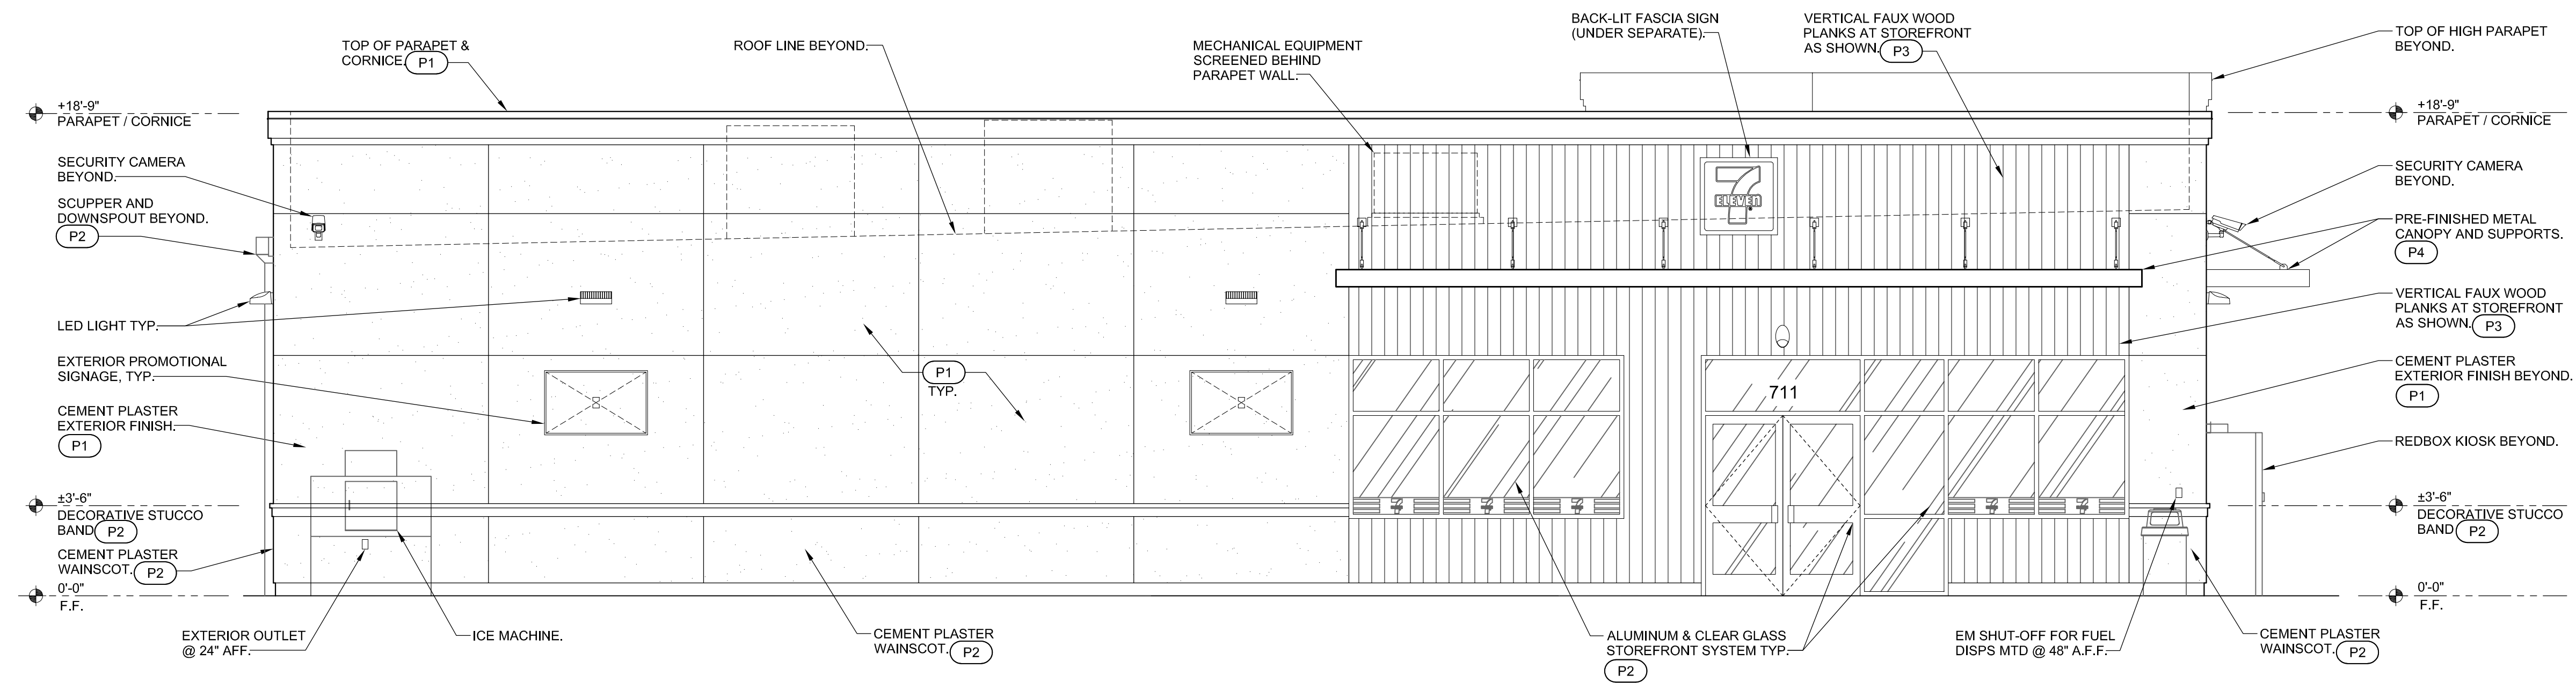 TOP OF PARAPET &
CORNICE. P1
ROOF LINE BEYOND.
MECHANICAL EQUIPMENT
SCREENED BEHIND
PARAPET WALL.
BACK-LIT FASCIA SIGN
(UNDER SEPARATE).
VERTICAL FAUX WOOD
PLANKS AT STOREFRONT
AS SHOWN. P3
TOP OF HIGH PARAPET
BEYOND.
+18'-9"
PARAPET / CORNICE
SECURITY CAMERA
BEYOND.
SCUPPER AND
DOWNSPOUT BEYOND.
P2
LED LIGHT TYP.
EXTERIOR PROMOTIONAL
SIGNAGE, TYP.
CEMENT PLASTER
EXTERIOR FINISH.
P1
±3'-6"
DECORATIVE STUCCO
BAND P2
CEMENT PLASTER
WAINSCOT. P2
0'-0"
F.F.
P1
TYP.
7
ELEVEN
®
711
7
7
7
7
7
7
+18'-9"
PARAPET / CORNICE
SECURITY CAMERA
BEYOND.
PRE-FINISHED METAL
CANOPY AND SUPPORTS.
P4
VERTICAL FAUX WOOD
PLANKS AT STOREFRONT
AS SHOWN. P3
CEMENT PLASTER
EXTERIOR FINISH BEYOND.
P1
REDBOX KIOSK BEYOND.
±3'-6"
DECORATIVE STUCCO
BAND P2
0'-0"
F.F.
EXTERIOR OUTLET
@ 24" AFF.
ICE MACHINE.
CEMENT PLASTER
WAINSCOT. P2
ALUMINUM & CLEAR GLASS
STOREFRONT SYSTEM TYP.
P2
EM SHUT-OFF FOR FUEL
DISPS MTD @ 48" A.F.F.
CEMENT PLASTER
WAINSCOT. P2